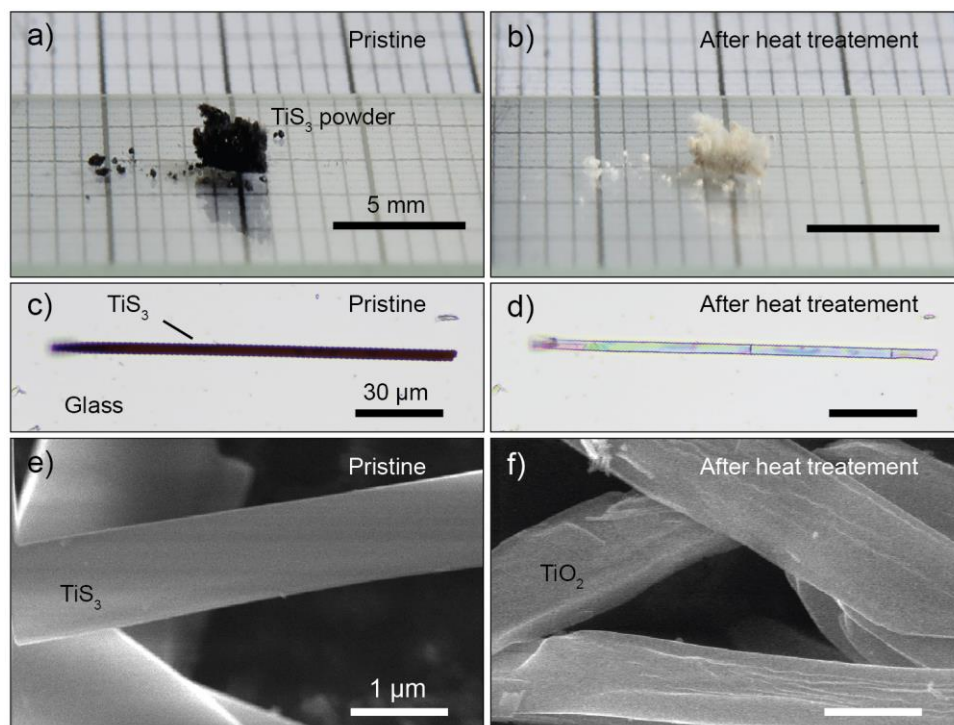 a) Pristine
TiS₃ powder
5 mm
b) After heat treatement
c) TiS₃ Pristine
Glass
30 µm
d) After heat treatement
e) Pristine
TiS₃
1 µm
f) After heat treatement
TiO₂